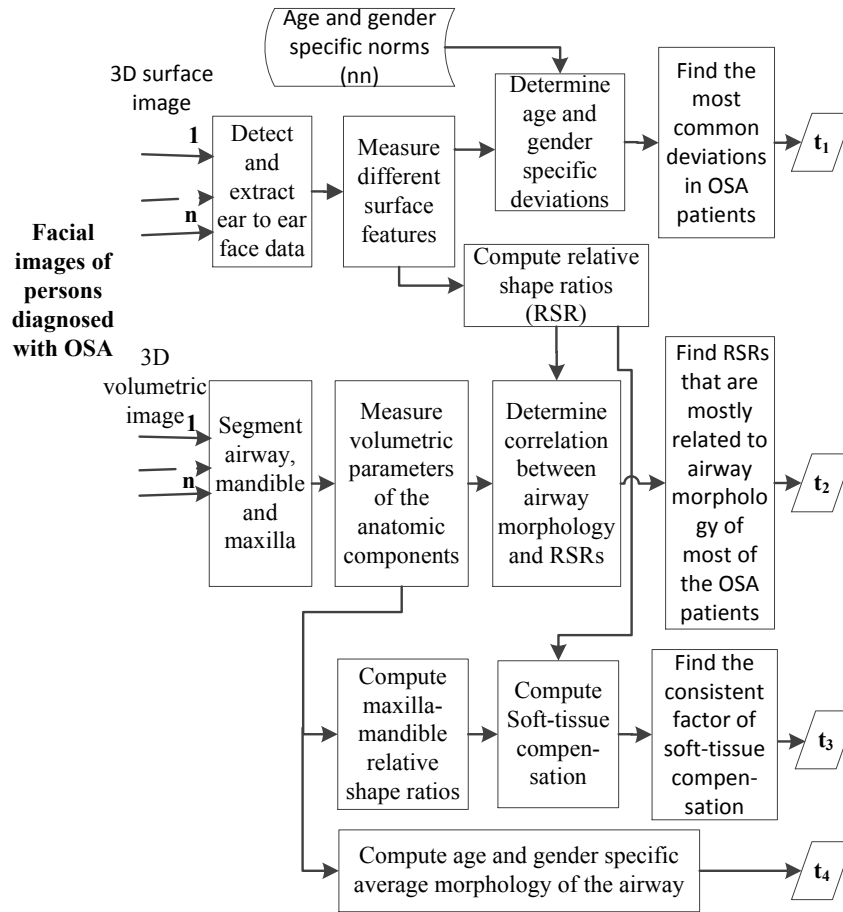 Age and gender
specific norms
(nn)
3D surface
image
1
n
Detect
and
extract
ear to ear
face data
Measure
different
surface
features
Determine
age and
gender
specific
deviations
Find the
most
common
deviations
in OSA
patients
t1
Facial
images of
persons
diagnosed
with OSA
Compute relative
shape ratios
(RSR)
3D
volumetric
image
1
n
Segment
airway,
mandible
and
maxilla
Measure
volumetric
parameters
of the
anatomic
components
Determine
correlation
between
airway
morphology
and RSRs
Find RSRs
that are
mostly
related to
airway
morpholo
gy of
most of
the OSA
patients
t2
Compute
maxilla-
mandible
relative
shape ratios
Compute
Soft-tissue
compen-
sation
Find the
consistent
factor of
soft-tissue
compen-
sation
t3
Compute age and gender specific
average morphology of the airway
t4